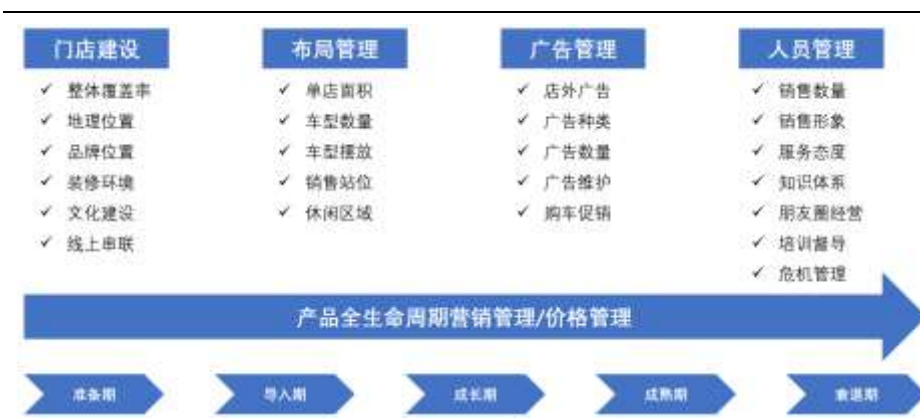 门店建设
整体覆盖率
地理位置
品牌位置
装修环境
文化建设
线上串联
布局管理
单店面积
车型数量
车型摆放
销售站位
休闲区域
广告管理
店外广告
广告种类
广告数量
广告维护
购车促销
人员管理
销售数量
销售形象
服务态度
知识体系
朋友圈经营
培训督导
危机管理
产品全生命周期营销管理/价格管理
准备期
导入期
成长期
成熟期
衰退期